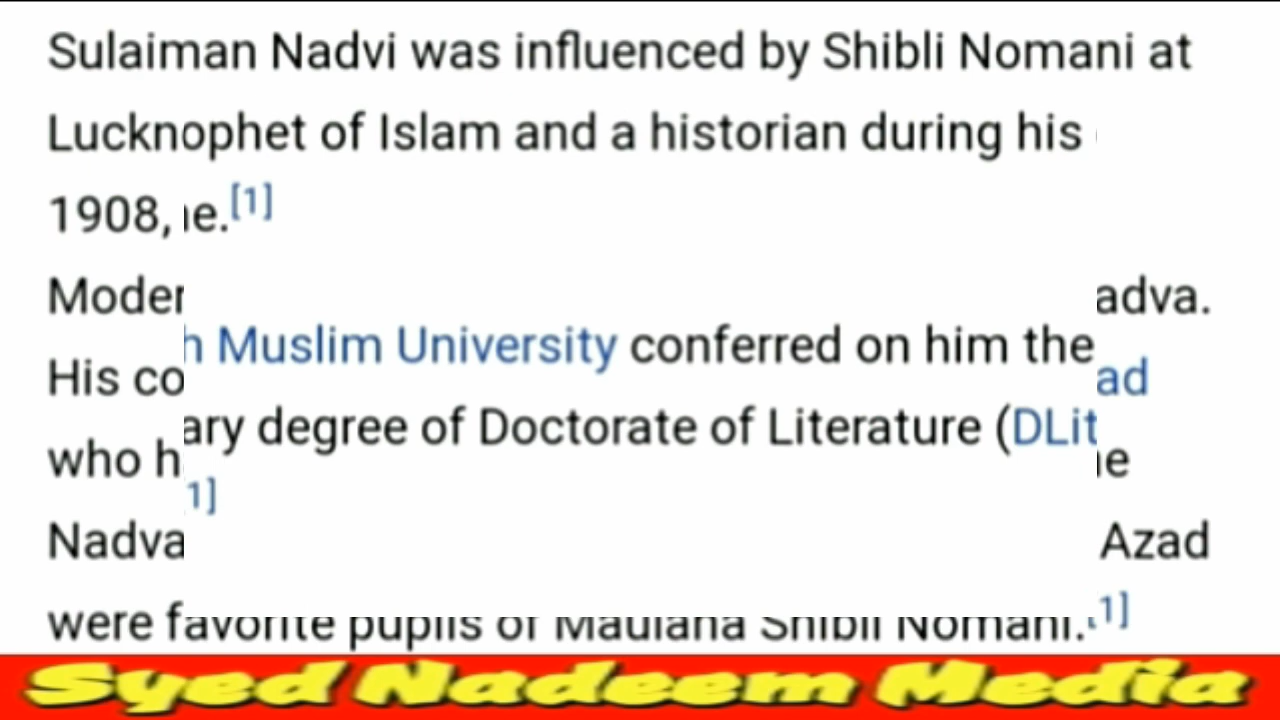 Sulaiman Nadvi was influenced by Shibli Nomani at
Lucknophet of Islam and a historian during his
1908, ne.[1]
Moder adva.
h Muslim University conferred on him the
His co ad
ary degree of Doctorate of Literature (DLit
who h e
1]
Nadva Azad
were favorite pupils of Maulana Shibli Nomani.[1]
Syed Nadeem Media